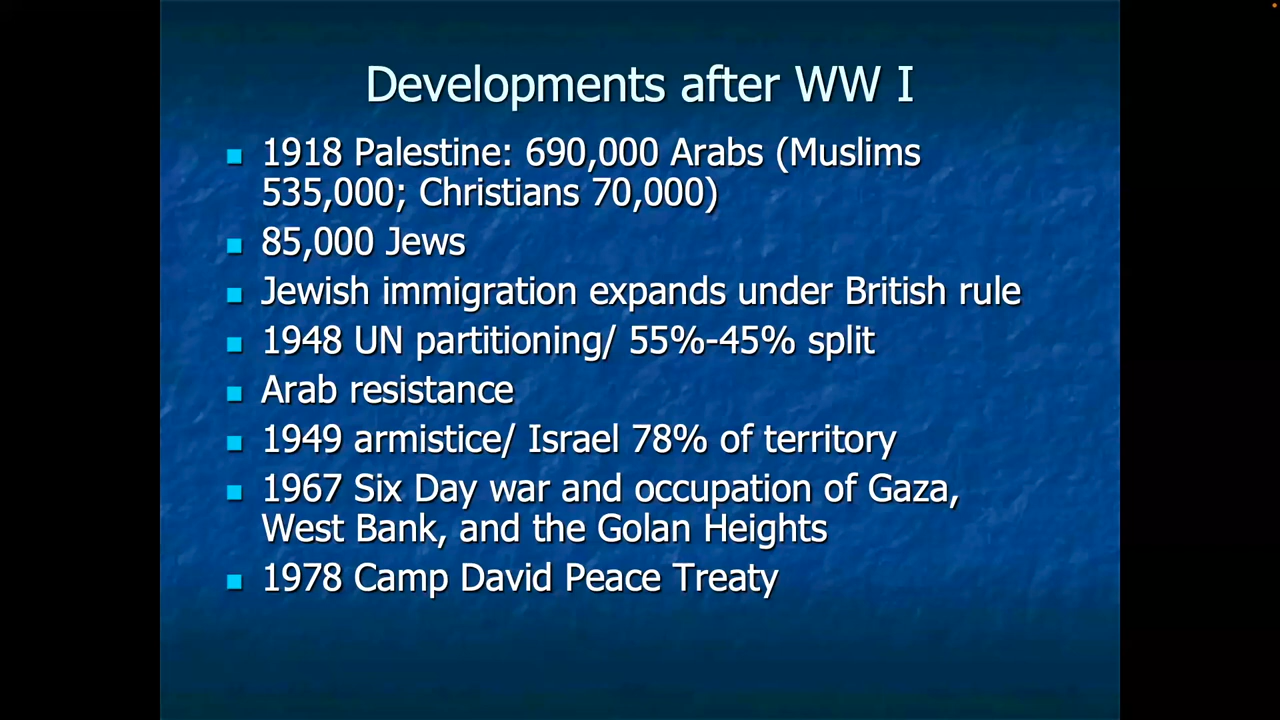 Developments after WW I
1918 Palestine: 690,000 Arabs (Muslims
535,000; Christians 70,000)
85,000 Jews
Jewish immigration expands under British rule
1948 UN partitioning/ 55%-45% split
Arab resistance
1949 armistice/ Israel 78% of territory
1967 Six Day war and occupation of Gaza,
West Bank, and the Golan Heights
1978 Camp David Peace Treaty